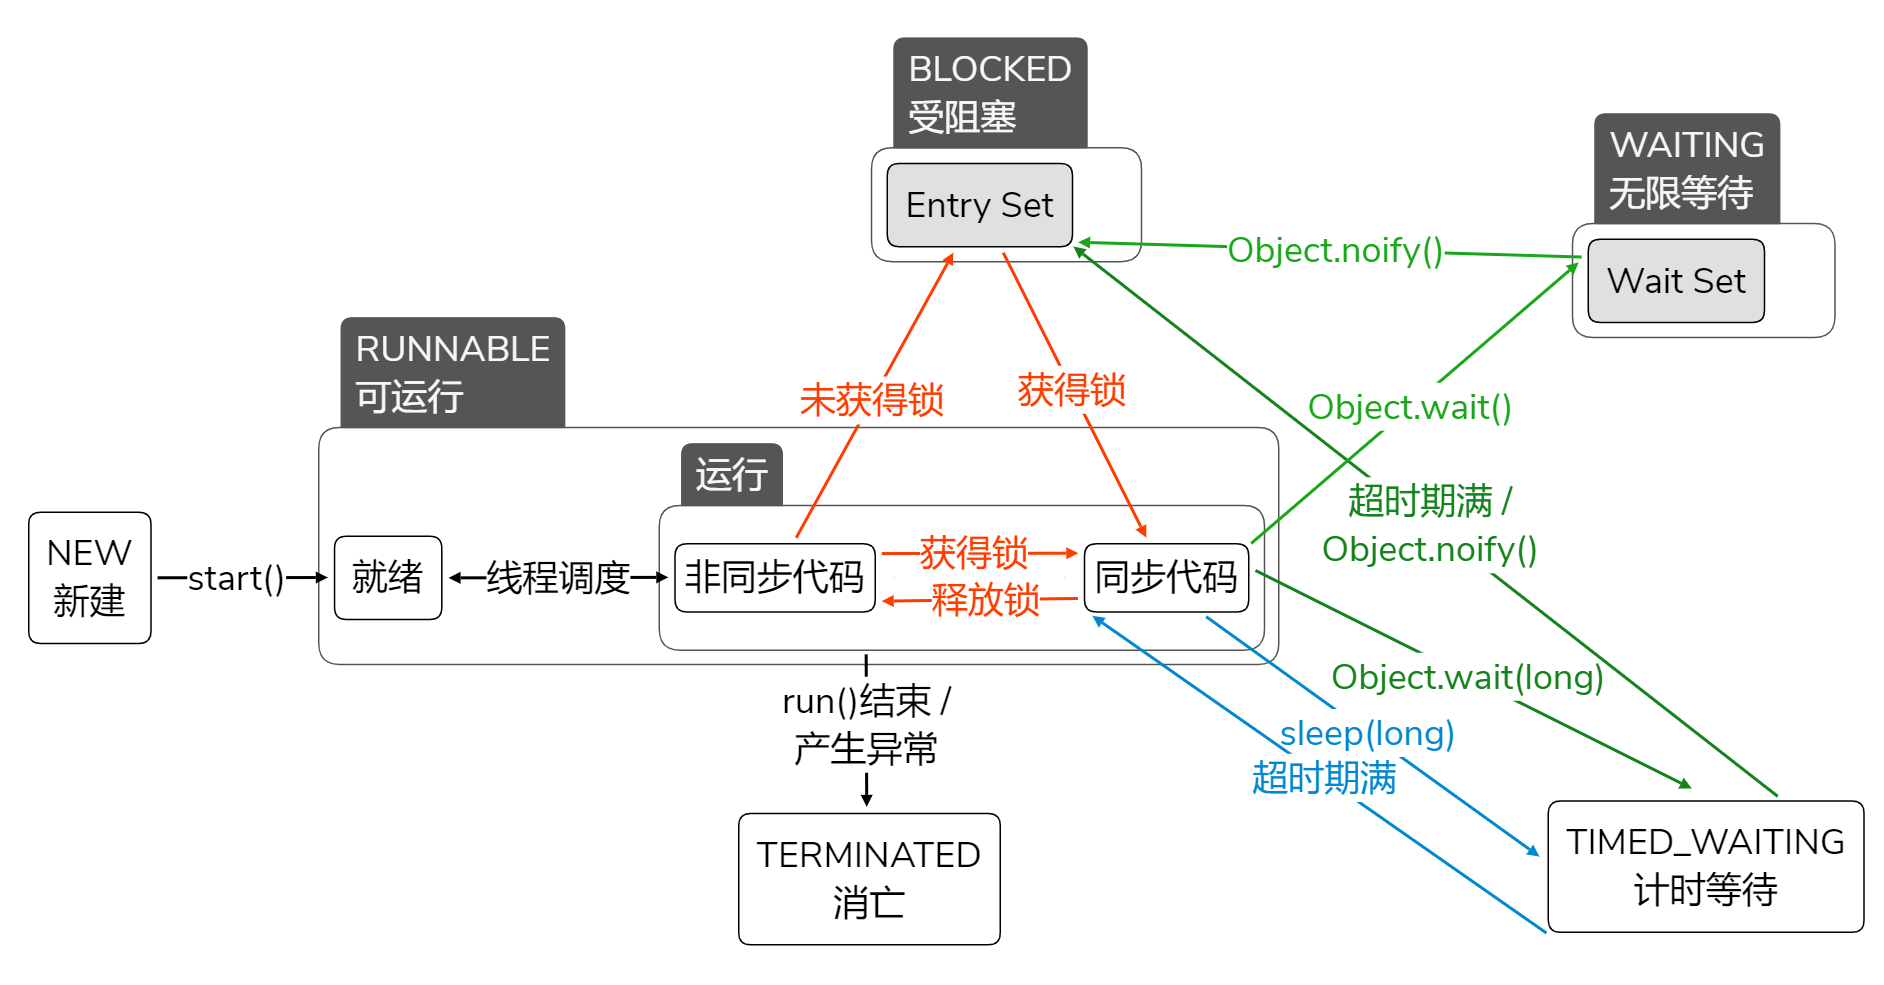 BLOCKED
受阻塞
Entry Set
WAITING
无限等待
Wait Set
Object.noify()
RUNNABLE
可运行
未获得锁
获得锁
Object.wait()
运行
超时期满 /
Object.noify()
NEW
新建
start()
就绪
线程调度
非同步代码
获得锁
释放锁
同步代码
Object.wait(long)
run()结束 /
产生异常
sleep(long)
超时期满
TERMINATED
消亡
TIMED_WAITING
计时等待